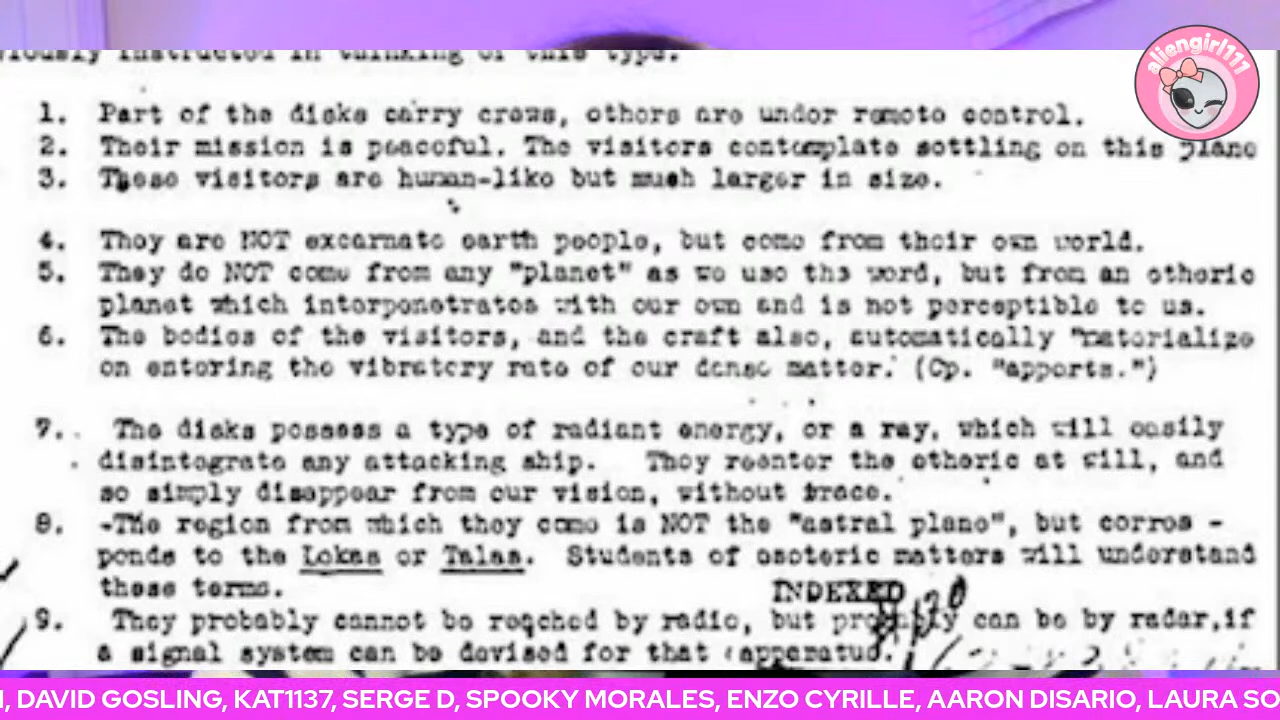 viously instructed in thinking of this type.
aliengirl111
1. Part of the disks carry crews, others are under remote control.
2. Their mission is peaceful. The visitors contemplate settling on this plane
3. These visitors are human-like but much larger in size.
4. They are NOT excarnate earth people, but come from their own world.
5. They do NOT come from any "planet" as we use the word, but from an etheric
planet which interpenetrates with our own and is not perceptible to us.
6. The bodies of the visitors, and the craft also, automatically "materialize
on entering the vibratory rate of our dense matter. (Cp. "apports.")
7. The disks possess a type of radiant energy, or a ray, which will easily
disintegrate any attacking ship. They reenter the etheric at will, and
so simply disappear from our vision, without trace.
8. -The region from which they come is NOT the "astral plane", but corres -
ponds to the Lokas or Talas. Students of esoteric matters will understand
these terms.
INDEXED
9. They probably cannot be reached by radio, but probably can be by radar, if
a signal system can be devised for that apparatus.
, DAVID GOSLING, KAT1137, SERGE D, SPOOKY MORALES, ENZO CYRILLE, AARON DISARIO, LAURA SO